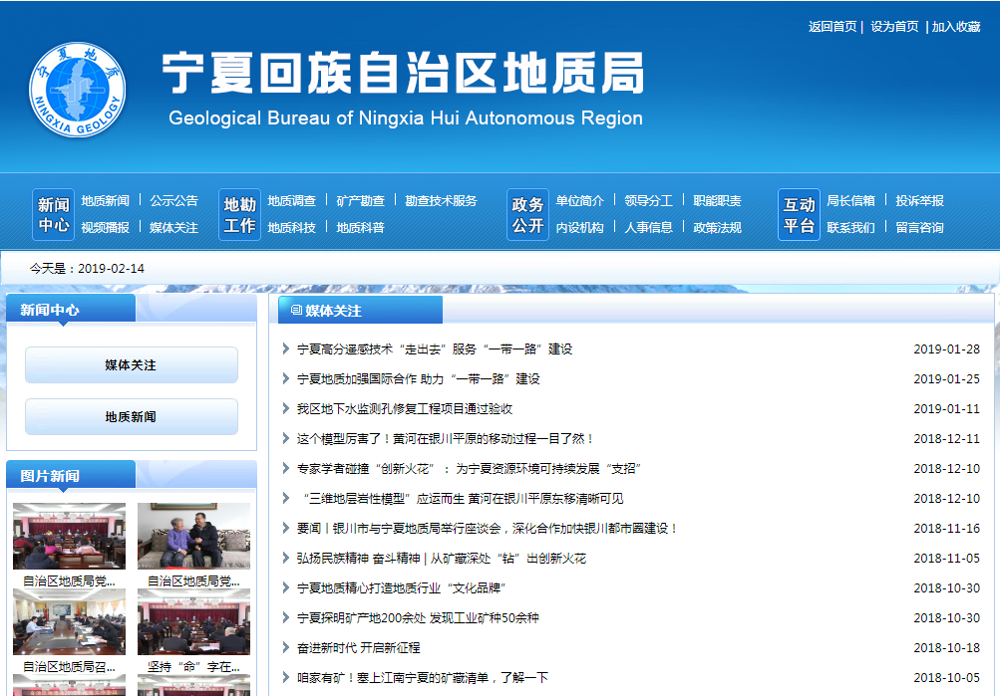 返回首页 | 设为首页 | 加入收藏
宁夏地质
NINGXIA GEOLOGY
宁夏回族自治区地质局
Geological Bureau of Ningxia Hui Autonomous Region
新闻中心
地质新闻 | 公示公告
视频播报 | 媒体关注
地勘工作
地质调查 | 矿产勘查 | 勘查技术服务
地质科技 | 地质科普
政务公开
单位简介 | 领导分工 | 职能职责
内设机构 | 人事信息 | 政策法规
互动平台
局长信箱 | 投诉举报
联系我们 | 留言咨询
今天是：2019-02-14
新闻中心
媒体关注
地质新闻
图片新闻
自治区地质局党...
自治区地质局党...
自治区地质局召...
坚持“命”字在...
媒体关注
宁夏高分遥感技术“走出去”服务“一带一路”建设 2019-01-28
宁夏地质加强国际合作 助力“一带一路”建设 2019-01-25
我区地下水监测孔修复工程项目通过验收 2019-01-11
这个模型厉害了！黄河在银川平原的移动过程一目了然！ 2018-12-11
专家学者碰撞“创新火花”：为宁夏资源环境可持续发展“支招” 2018-12-10
“三维地层岩性模型”应运而生 黄河在银川平原东移清晰可见 2018-12-10
要闻丨银川市与宁夏地质局举行座谈会，深化合作加快银川都市圈建设！ 2018-11-16
弘扬民族精神 奋斗精神 | 从矿藏深处“钻”出创新火花 2018-11-05
宁夏地质精心打造地质行业“文化品牌” 2018-10-30
宁夏探明矿产地200余处 发现工业矿种50余种 2018-10-30
奋进新时代 开启新征程 2018-10-18
咱家有矿！塞上江南宁夏的矿藏清单，了解一下 2018-10-05